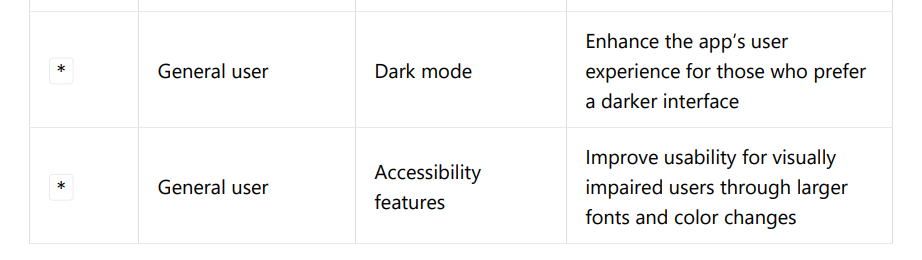 * General user Dark mode Enhance the app's user
experience for those who prefer
a darker interface
* General user Accessibility
features Improve usability for visually
impaired users through larger
fonts and color changes